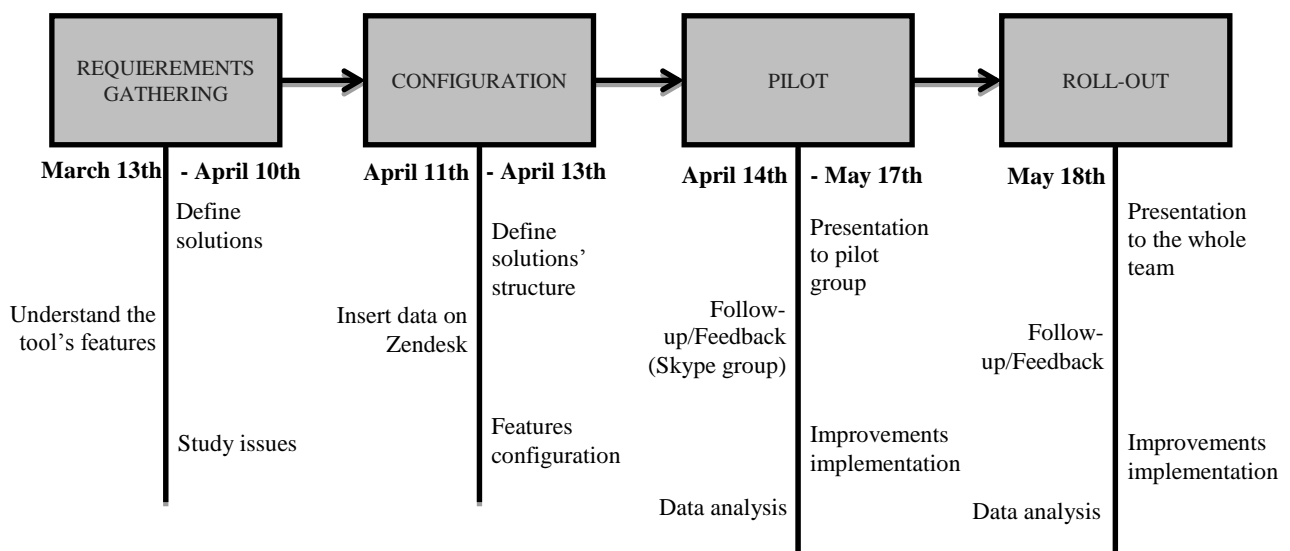 REQUIEREMENTS
GATHERING
CONFIGURATION
PILOT
ROLL-OUT
March 13th - April 10th
April 11th - April 13th
April 14th - May 17th
May 18th
Define
solutions
Understand the
tool’s features
Study issues
Define
solutions’
structure
Insert data on
Zendesk
Features
configuration
Presentation
to pilot
group
Follow-
up/Feedback
(Skype group)
Improvements
implementation
Data analysis
Presentation
to the whole
team
Follow-
up/Feedback
Improvements
implementation
Data analysis